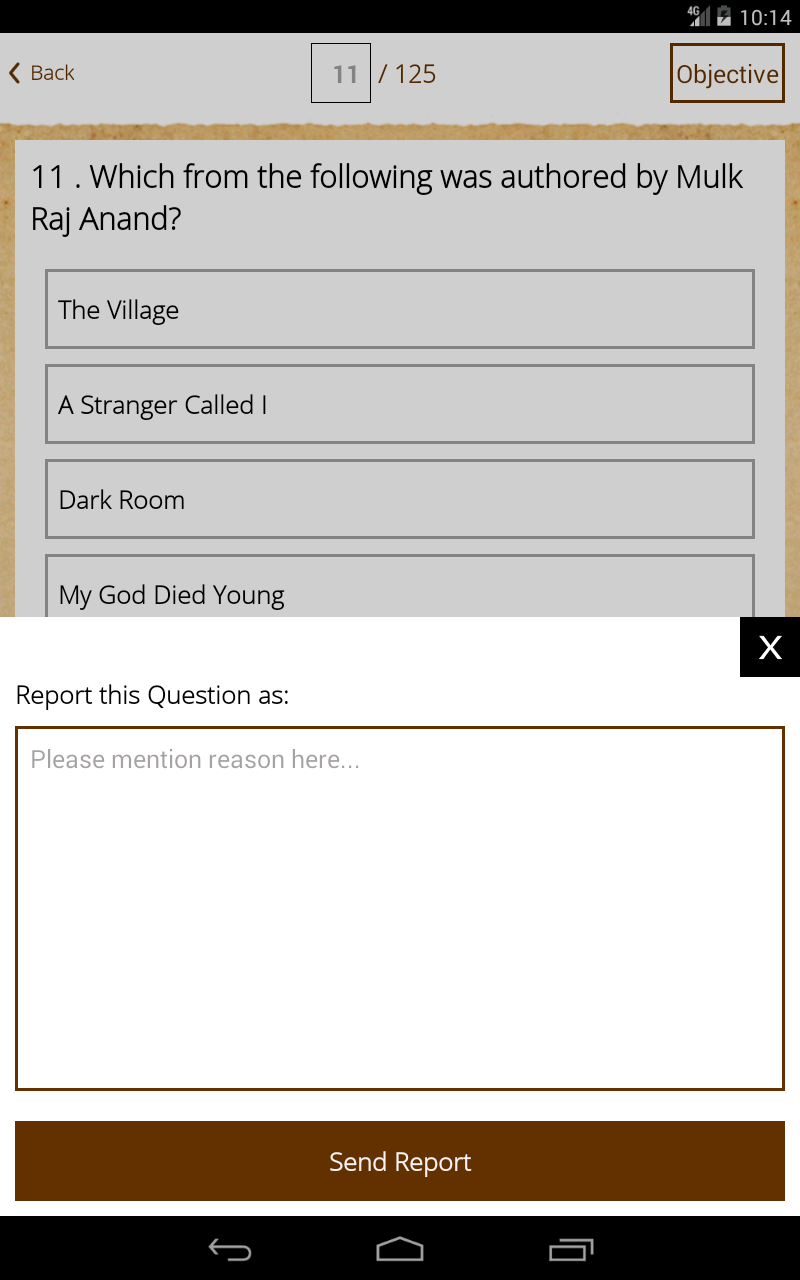 4G 10:14
Back 11 / 125 Objective
11 . Which from the following was authored by Mulk
Raj Anand?
The Village
A Stranger Called I
Dark Room
My God Died Young
X
Report this Question as:
Please mention reason here...
Send Report